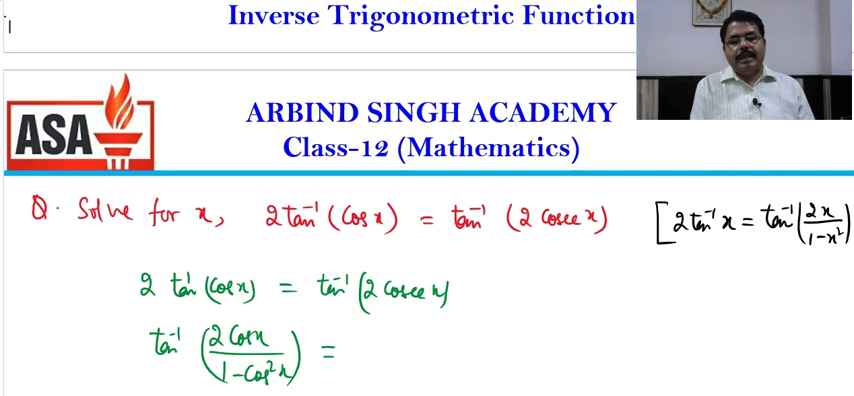 Inverse Trigonometric Function
ARBIND SINGH ACADEMY
ASA
Class-12 (Mathematics)
Q. Solve for x, 2tan⁻¹(cos x) = tan⁻¹(2 cosec x) [2tan⁻¹x = tan⁻¹(2x/1-x²)
2 tan⁻¹(cos x) = tan⁻¹(2 cosec x)
tan⁻¹(2cos x/1-cos²x) =